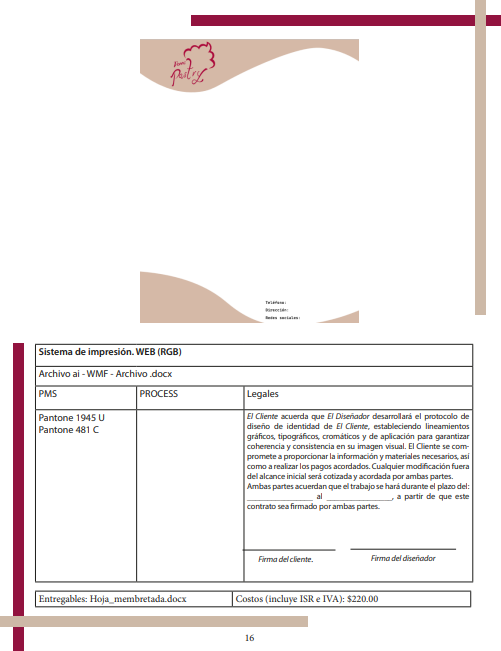 Pastry
Teléfono:
Dirección:
Redes sociales:
Sistema de impresión. WEB (RGB)
Archivo ai - WMF - Archivo .docx
PMS
PROCESS
Legales
Pantone 1945 U
Pantone 481 C
El Cliente acuerda que El Diseñador desarrollará el protocolo de
diseño de identidad de El Cliente, estableciendo lineamientos
gráficos, tipográficos, cromáticos y de aplicación para garantizar
coherencia y consistencia en su imagen visual. El Cliente se com-
promete a proporcionar la información y materiales necesarios, así
como a realizar los pagos acordados. Cualquier modificación fuera
del alcance inicial será cotizada y acordada por ambas partes.
Ambas partes acuerdan que el trabajo se hará durante el plazo del:
________________ al ________________, a partir de que este
contrato sea firmado por ambas partes.
Firma del cliente.
Firma del diseñador
Entregables: Hoja_membretada.docx
Costos (incluye ISR e IVA): $220.00
16